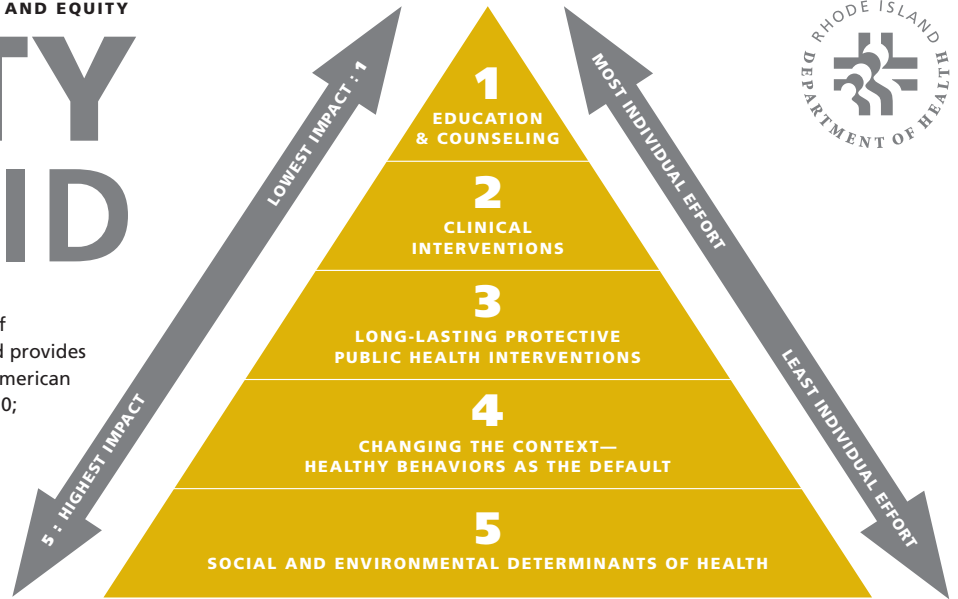 AND EQUITY
TY
ID
f
d provides
merican
0;
LOWEST IMPACT : 1
5 : HIGHEST IMPACT
1
EDUCATION
& COUNSELING
2
CLINICAL
INTERVENTIONS
3
LONG-LASTING PROTECTIVE
PUBLIC HEALTH INTERVENTIONS
4
CHANGING THE CONTEXT—
HEALTHY BEHAVIORS AS THE DEFAULT
5
SOCIAL AND ENVIRONMENTAL DETERMINANTS OF HEALTH
MOST INDIVIDUAL EFFORT
LEAST INDIVIDUAL EFFORT
RHODE ISLAND
DEPARTMENT OF HEALTH